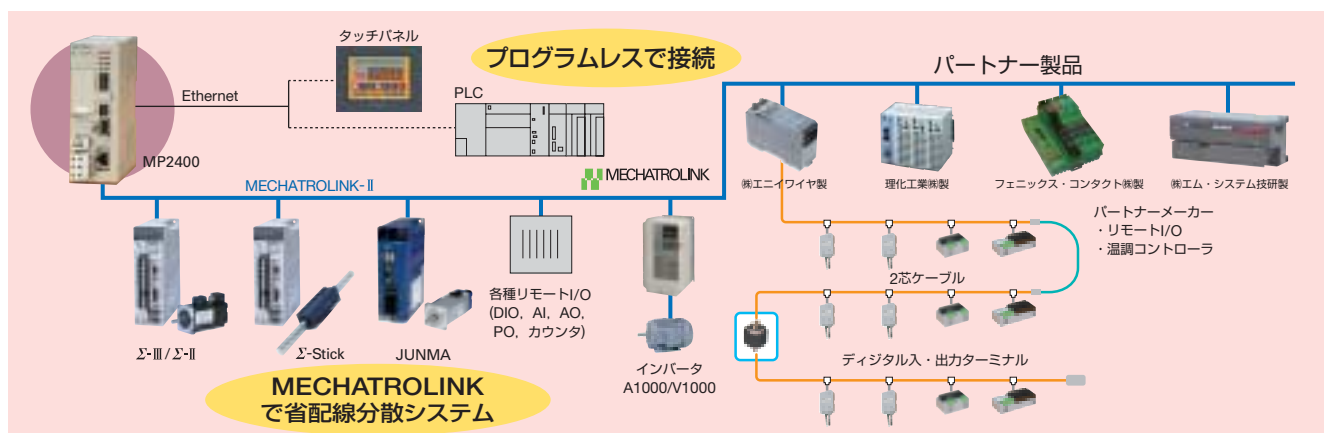 タッチパネル
プログラムレスで接続
パートナー製品
Ethernet
PLC
MP2400
MECHATROLINK-Ⅱ
MECHATROLINK
㈱エニイワイヤ製
理化工業㈱製
フェニックス・コンタクト㈱製
㈱エム・システム技研製
パートナーメーカー
・リモートI/O
・温調コントローラ
2芯ケーブル
各種リモートI/O
(DIO, AI, AO,
PO, カウンタ)
Σ-Ⅲ/Σ-Ⅱ
Σ-Stick
JUNMA
インバータ
A1000/V1000
ディジタル入・出力ターミナル
MECHATROLINK
で省配線分散システム